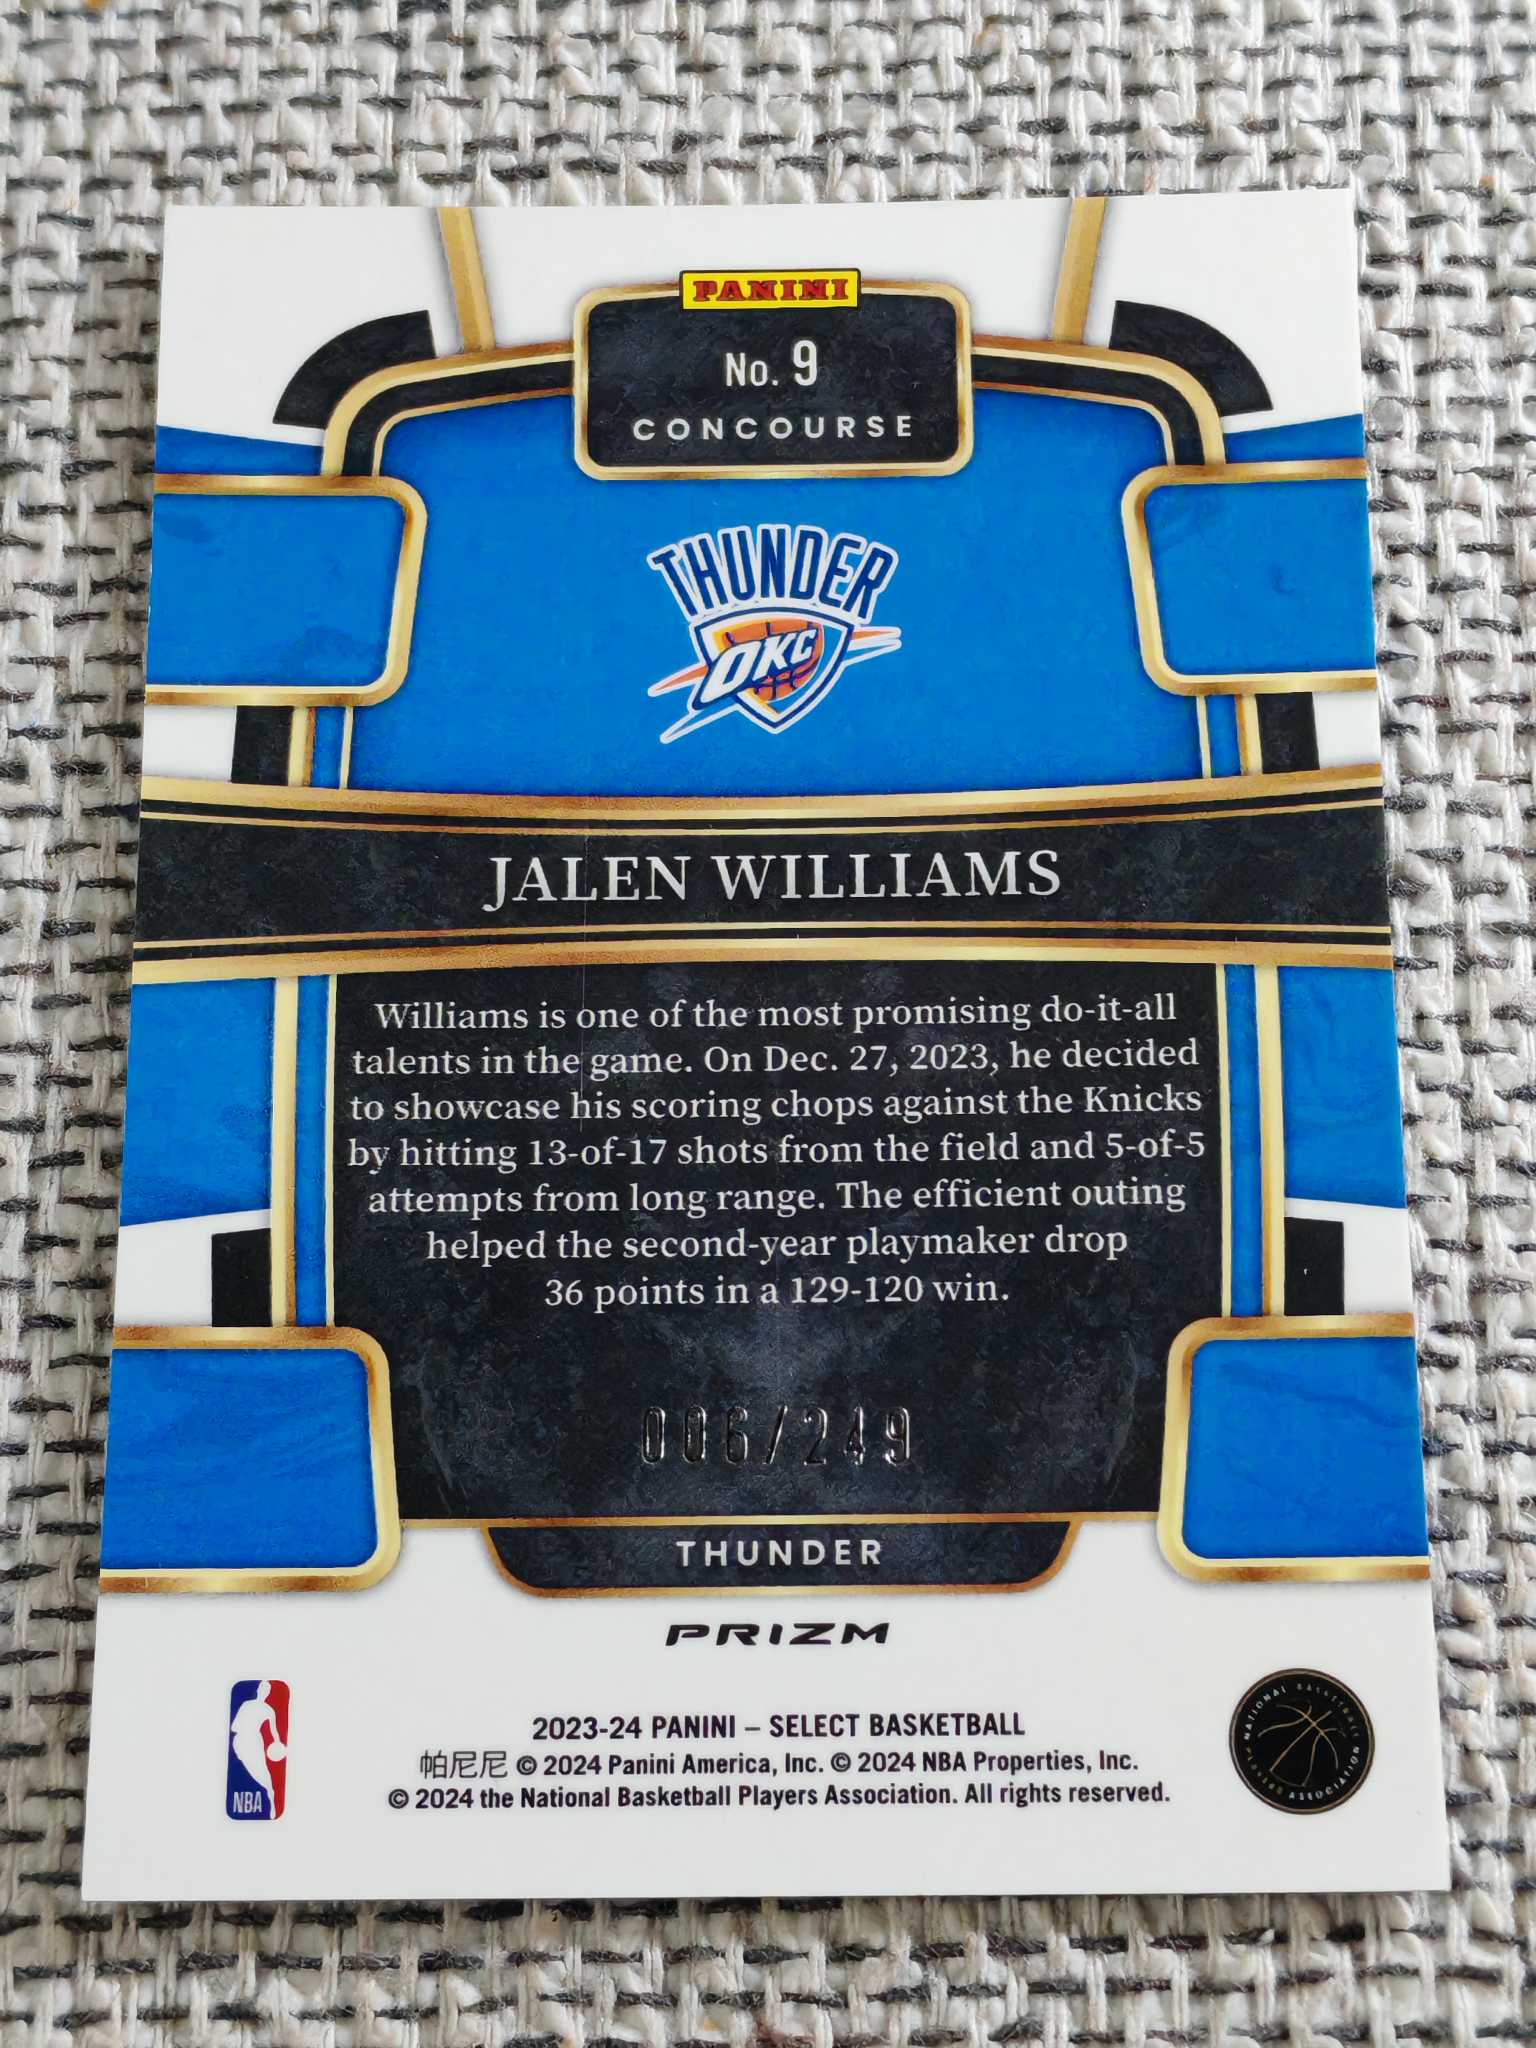 PANINI
No. 9
CONCOURSE
THUNDER
OKC
JALEN WILLIAMS
Williams is one of the most promising do-it-all
talents in the game. On Dec. 27, 2023, he decided
to showcase his scoring chops against the Knicks
by hitting 13-of-17 shots from the field and 5-of-5
attempts from long range. The efficient outing
helped the second-year playmaker drop
36 points in a 129-120 win.
006/249
THUNDER
PRIZM
NBA
2023-24 PANINI – SELECT BASKETBALL
帕尼尼 © 2024 Panini America, Inc. © 2024 NBA Properties, Inc.
© 2024 the National Basketball Players Association. All rights reserved.
NATIONAL BASKETBALL PLAYERS ASSOCIATION